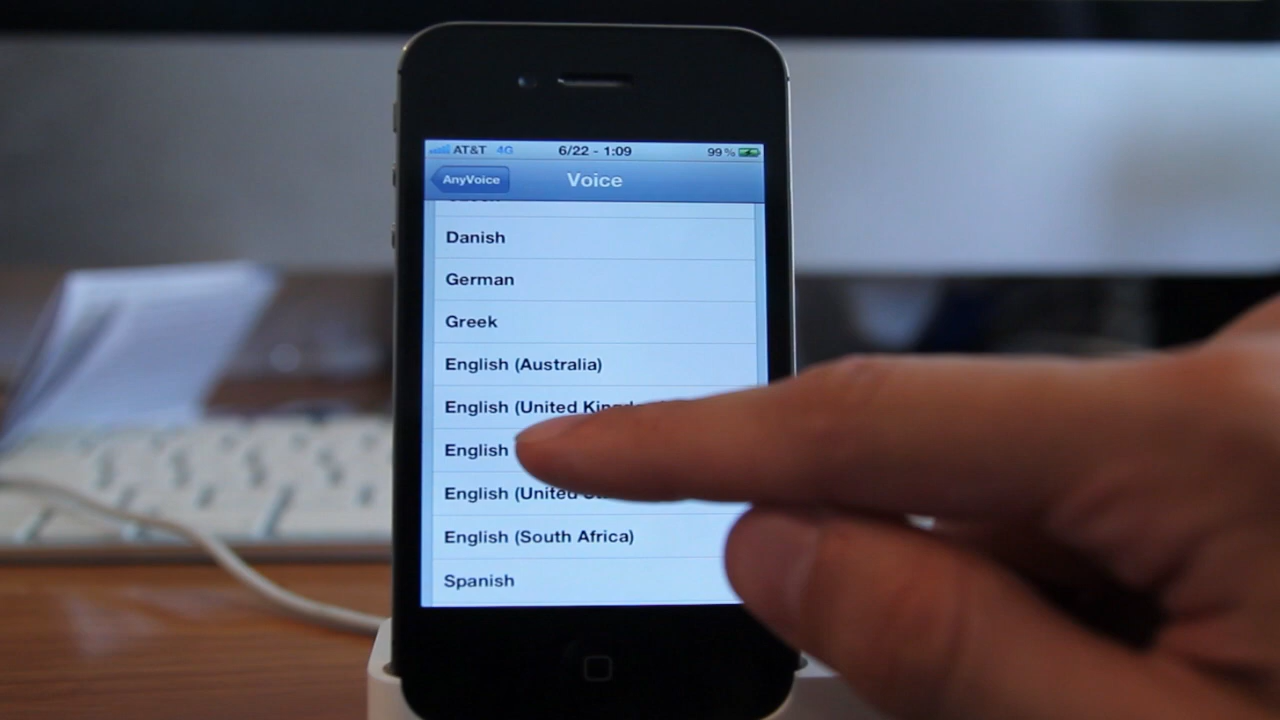 AT&T 4G 6/22 - 1:09 99%
AnyVoice Voice
Danish
German
Greek
English (Australia)
English (United
English
English (United
English (South Africa)
Spanish